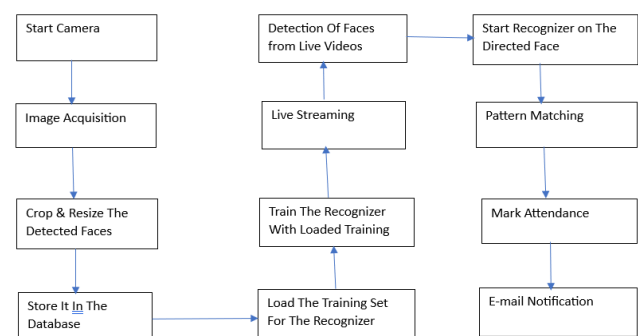 Start Camera
Image Acquisition
Crop & Resize The
Detected Faces
Store It In The
Database
Load The Training Set
For The Recognizer
Train The Recognizer
With Loaded Training
Live Streaming
Detection Of Faces
from Live Videos
Start Recognizer on The
Directed Face
Pattern Matching
Mark Attendance
E-mail Notification